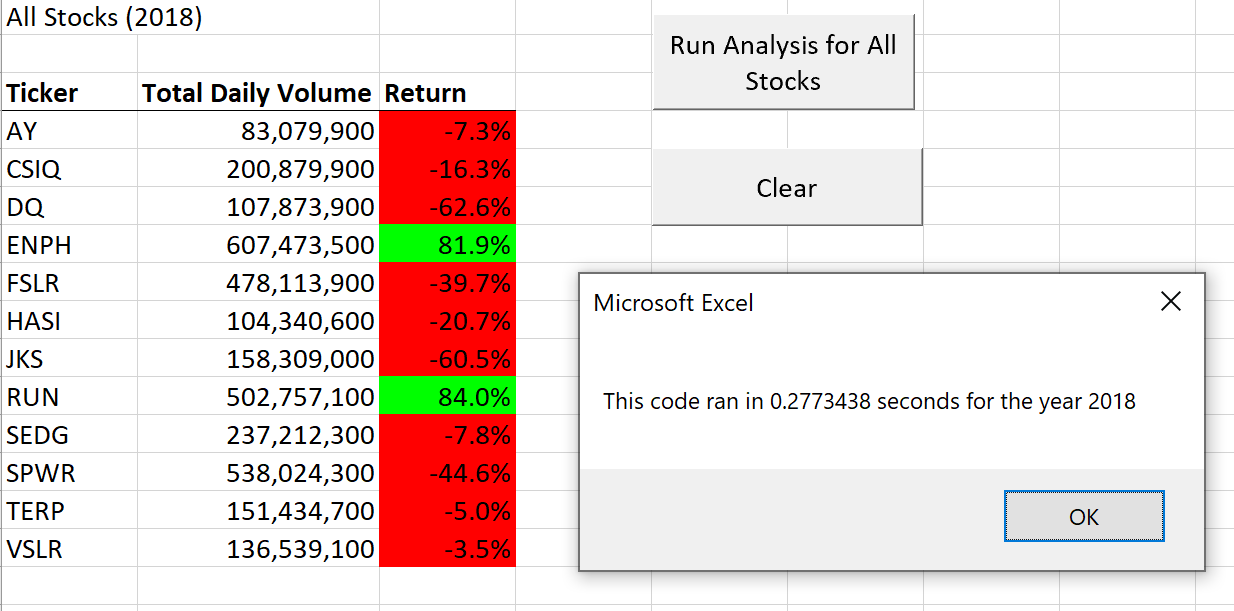 All Stocks (2018)
Ticker Total Daily Volume Return
AY 83,079,900 -7.3%
CSIQ 200,879,900 -16.3%
DQ 107,873,900 -62.6%
ENPH 607,473,500 81.9%
FSLR 478,113,900 -39.7%
HASI 104,340,600 -20.7%
JKS 158,309,000 -60.5%
RUN 502,757,100 84.0%
SEDG 237,212,300 -7.8%
SPWR 538,024,300 -44.6%
TERP 151,434,700 -5.0%
VSLR 136,539,100 -3.5%
Run Analysis for All
Stocks
Clear
Microsoft Excel
This code ran in 0.2773438 seconds for the year 2018
OK